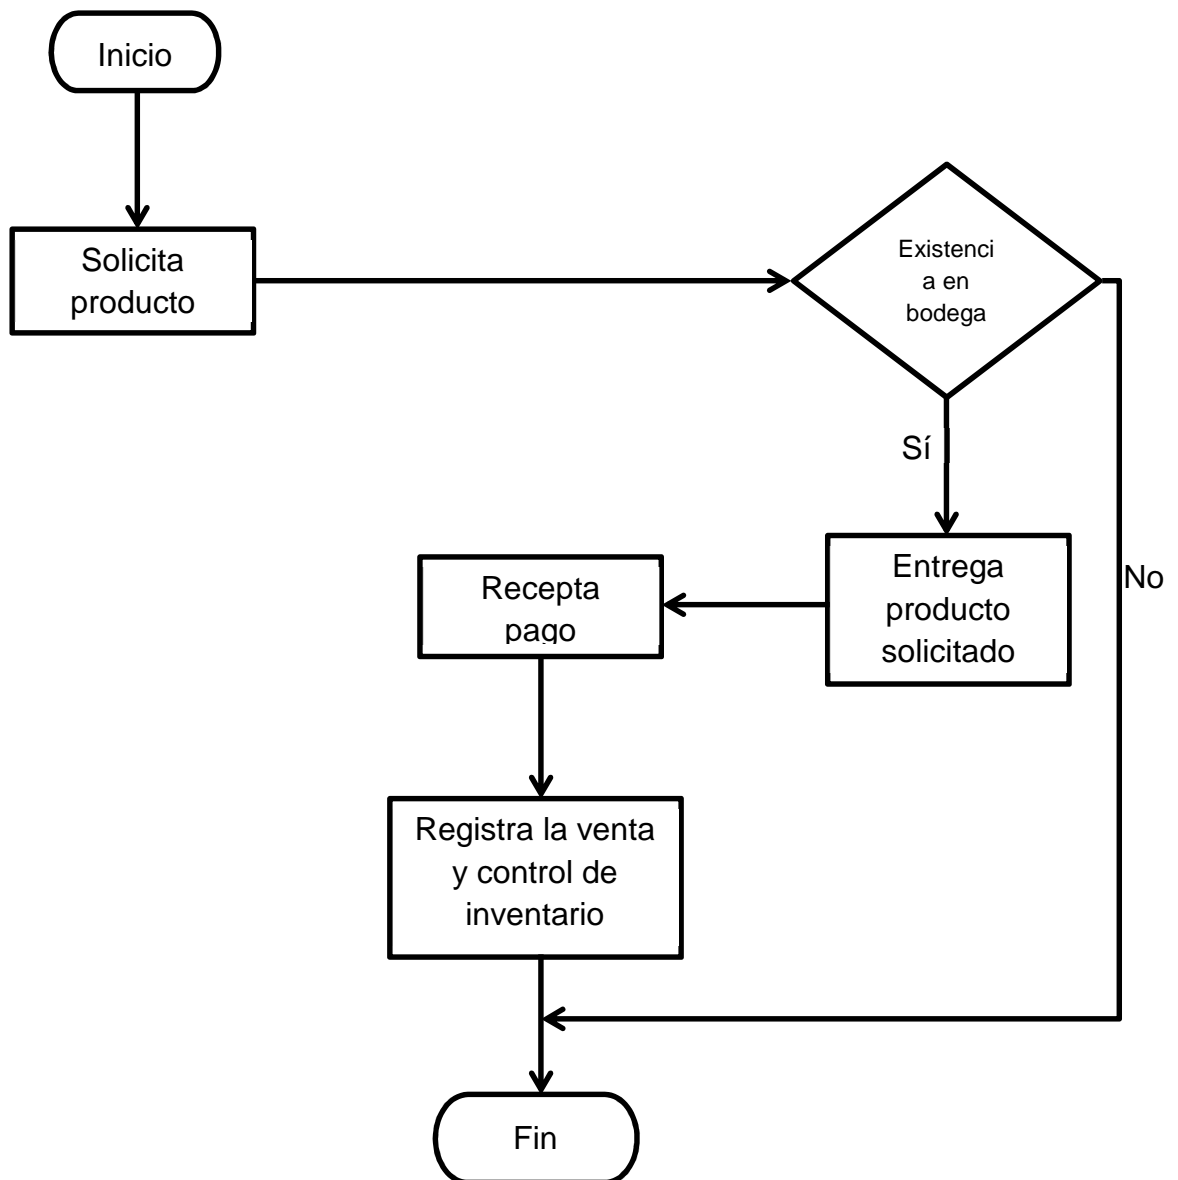 Inicio
Solicita
producto
Existenci
a en
bodega
Sí
Entrega
producto
solicitado
No
Recepta
pago
Registra la venta
y control de
inventario
Fin